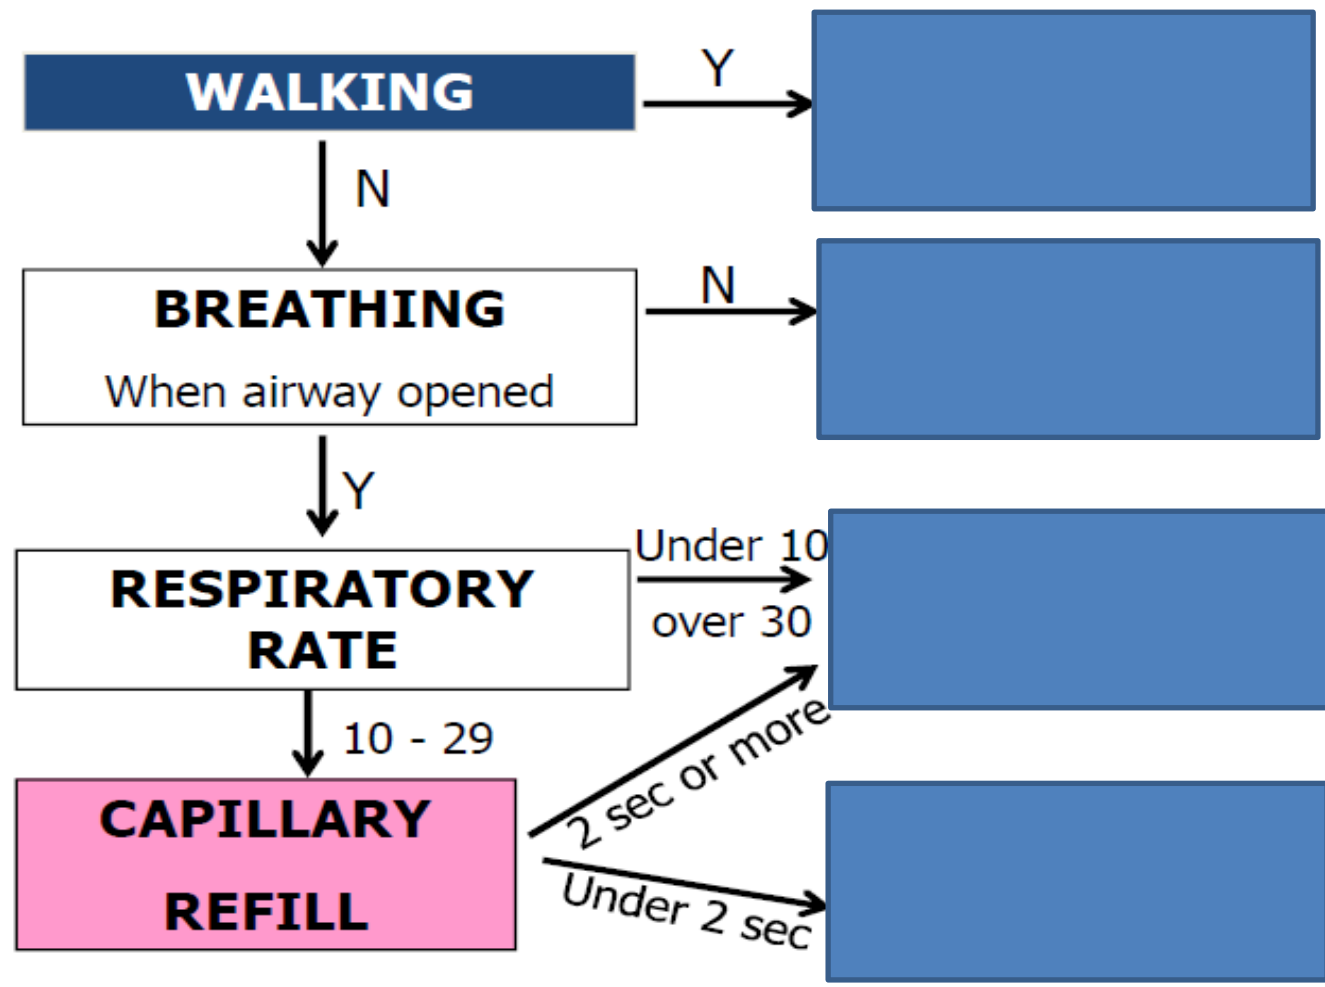 WALKING
Y
N
BREATHING
When airway opened
N
Y
RESPIRATORY
RATE
Under 10
over 30
10 - 29
CAPILLARY
REFILL
2 sec or more
Under 2 sec